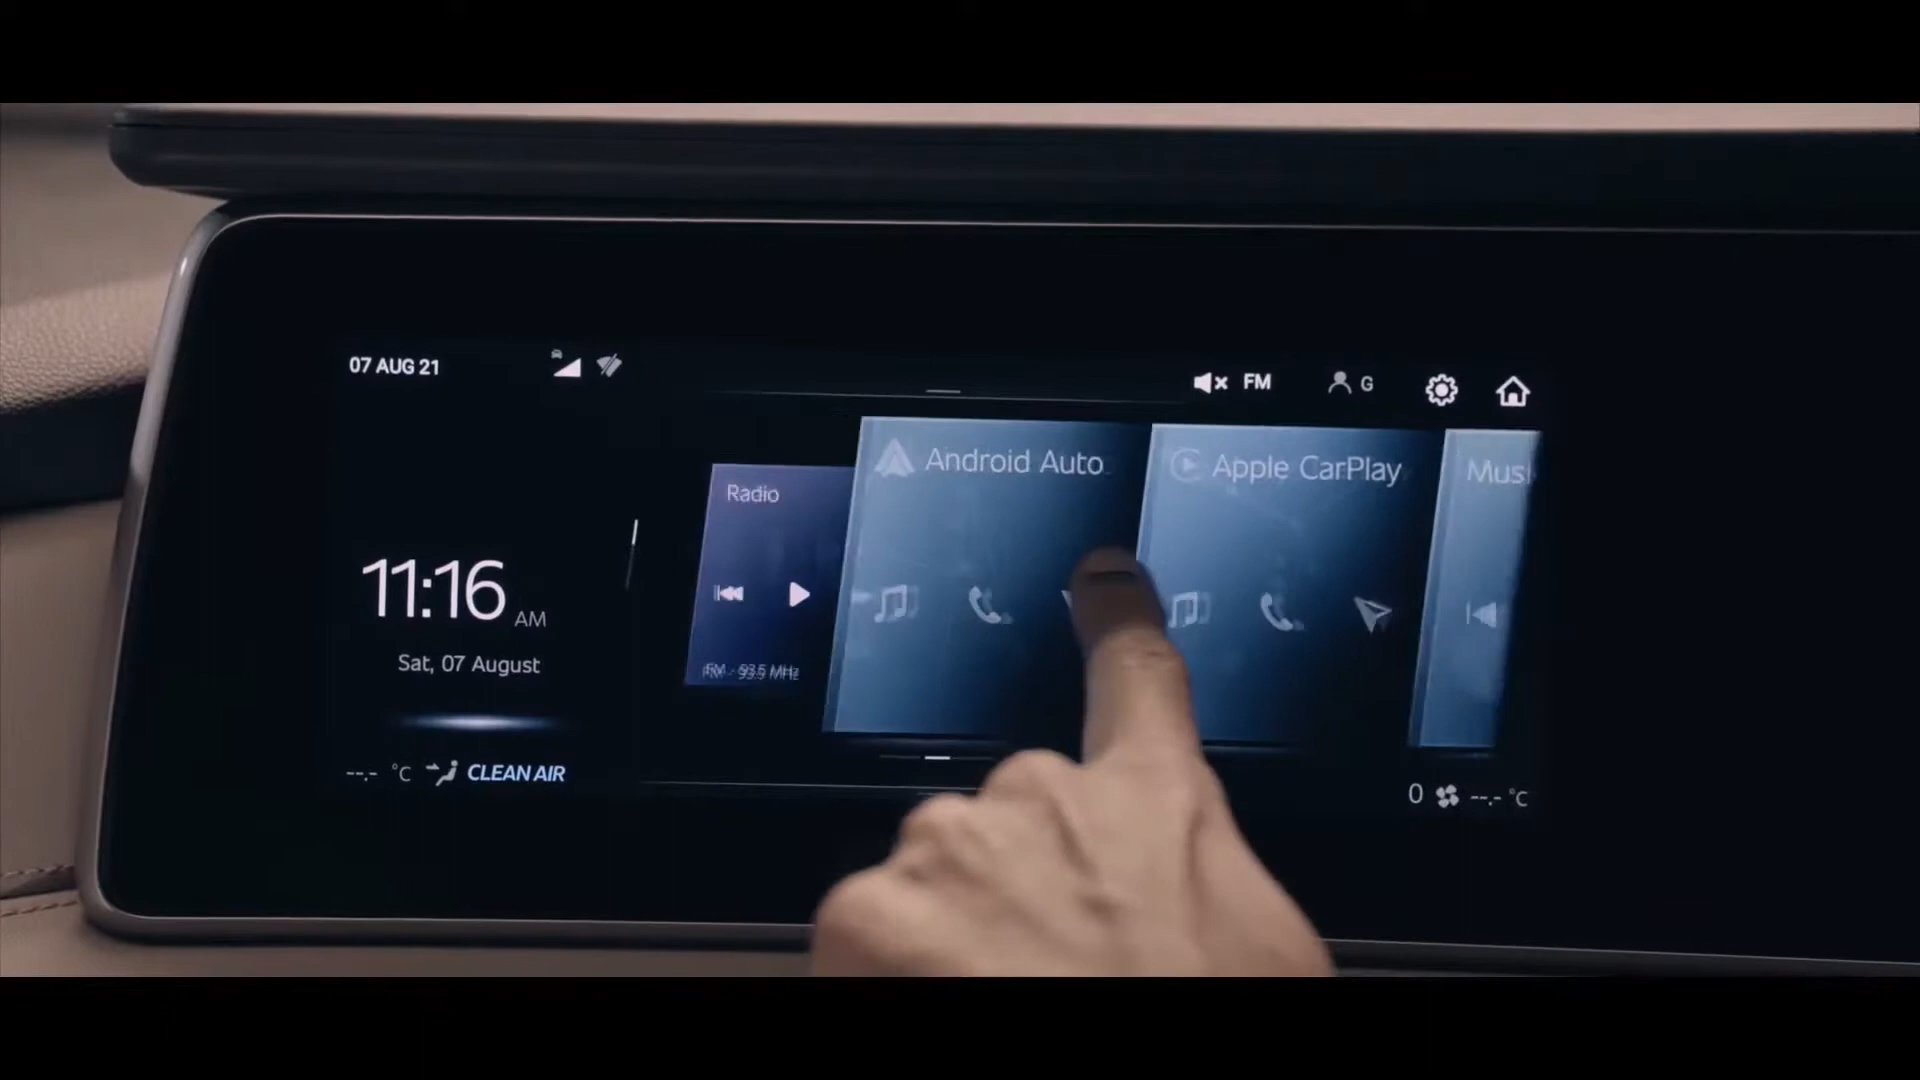 07 AUG 21
FM
G
Radio
Android Auto
Apple CarPlay
Musi
11:16 AM
Sat, 07 August
FM - 93.5 MHz
--.- °C
CLEAN AIR
0
--.- °C